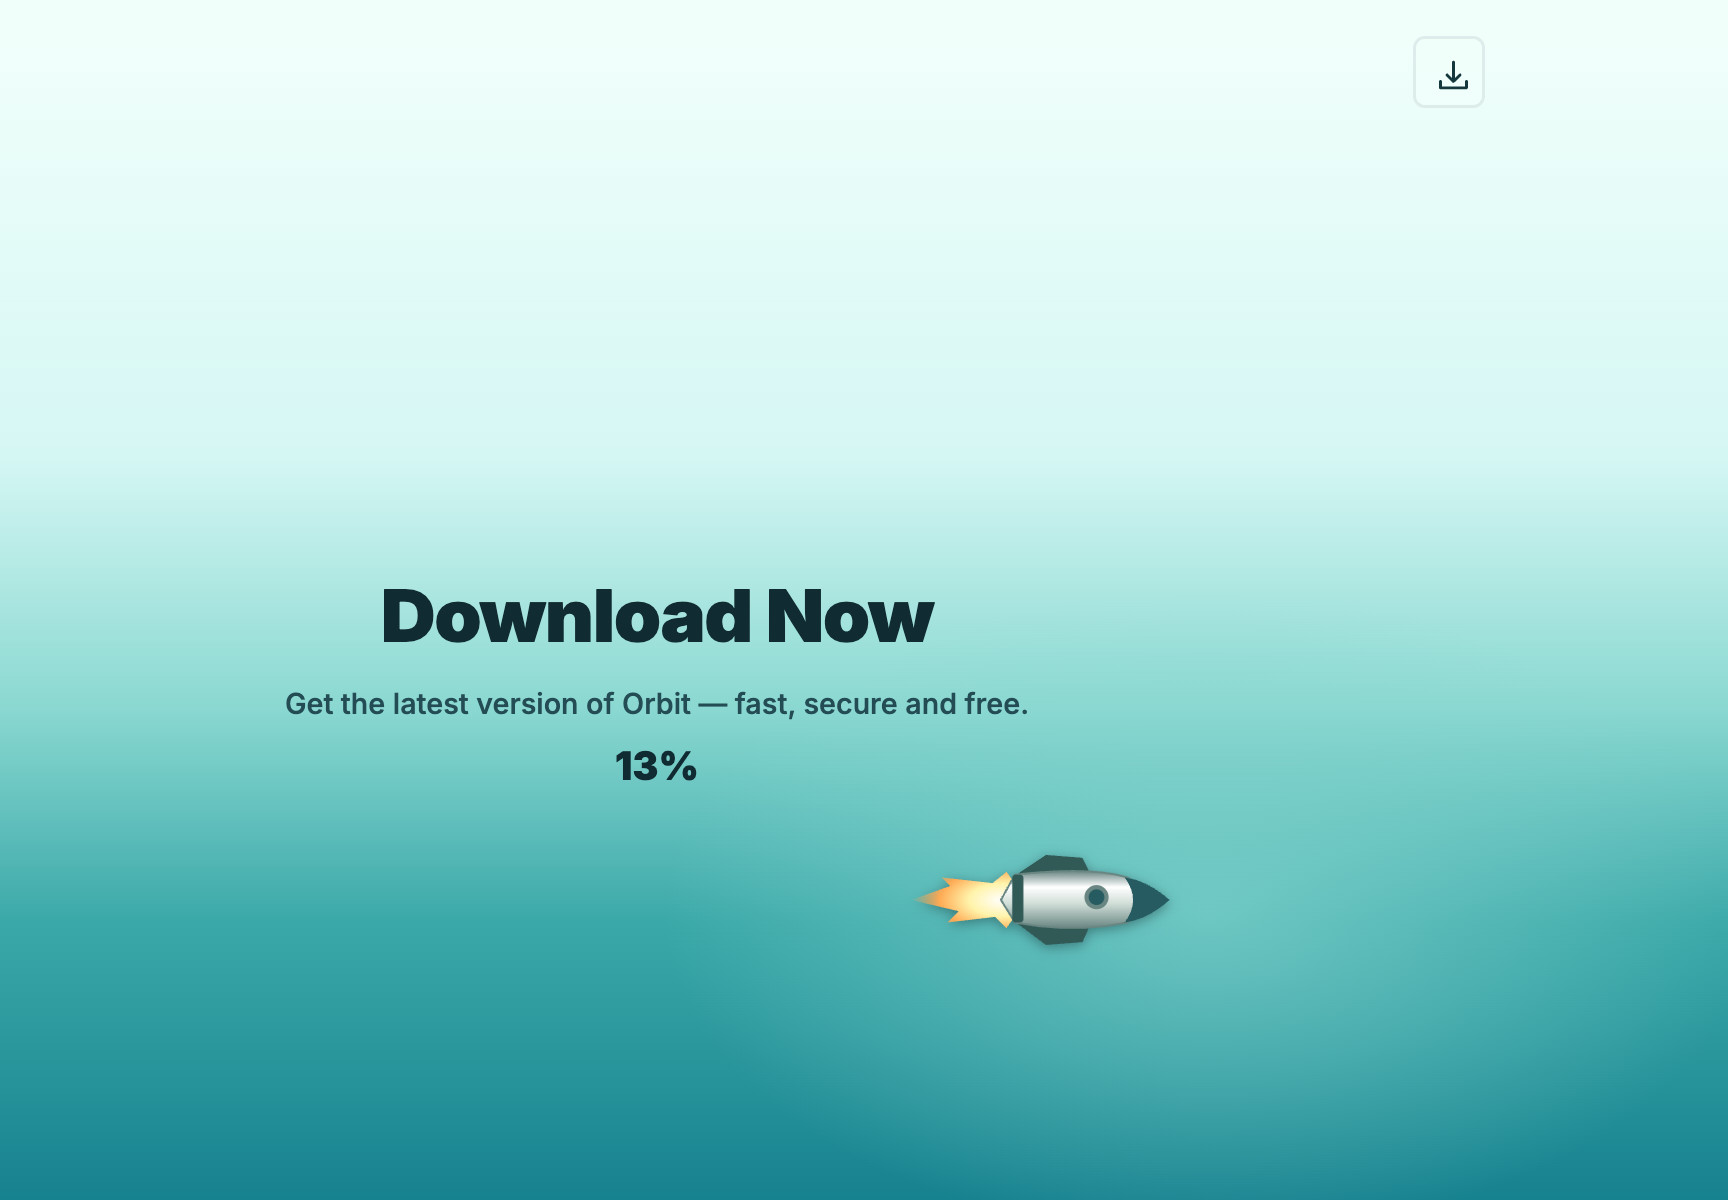 Download Now
Get the latest version of Orbit — fast, secure and free.
13%